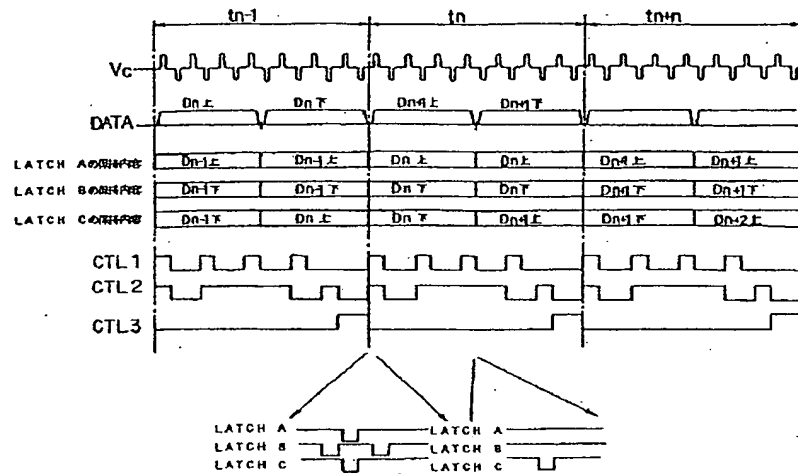 tn-1 tn tn+n
Vc
Dn上 Dn下 Dn+1上 Dn+1下
DATA
LATCH A Dn-1上 Dn-1上 Dn上 Dn上 Dn+1上 Dn+1上
LATCH B Dn-1下 Dn-1下 Dn下 Dn下 Dn+1下 Dn+1下
LATCH C Dn-1下 Dn上 Dn下 Dn+1上 Dn+1下 Dn+2上
CTL1
CTL2
CTL3
LATCH A LATCH A
LATCH B LATCH B
LATCH C LATCH C